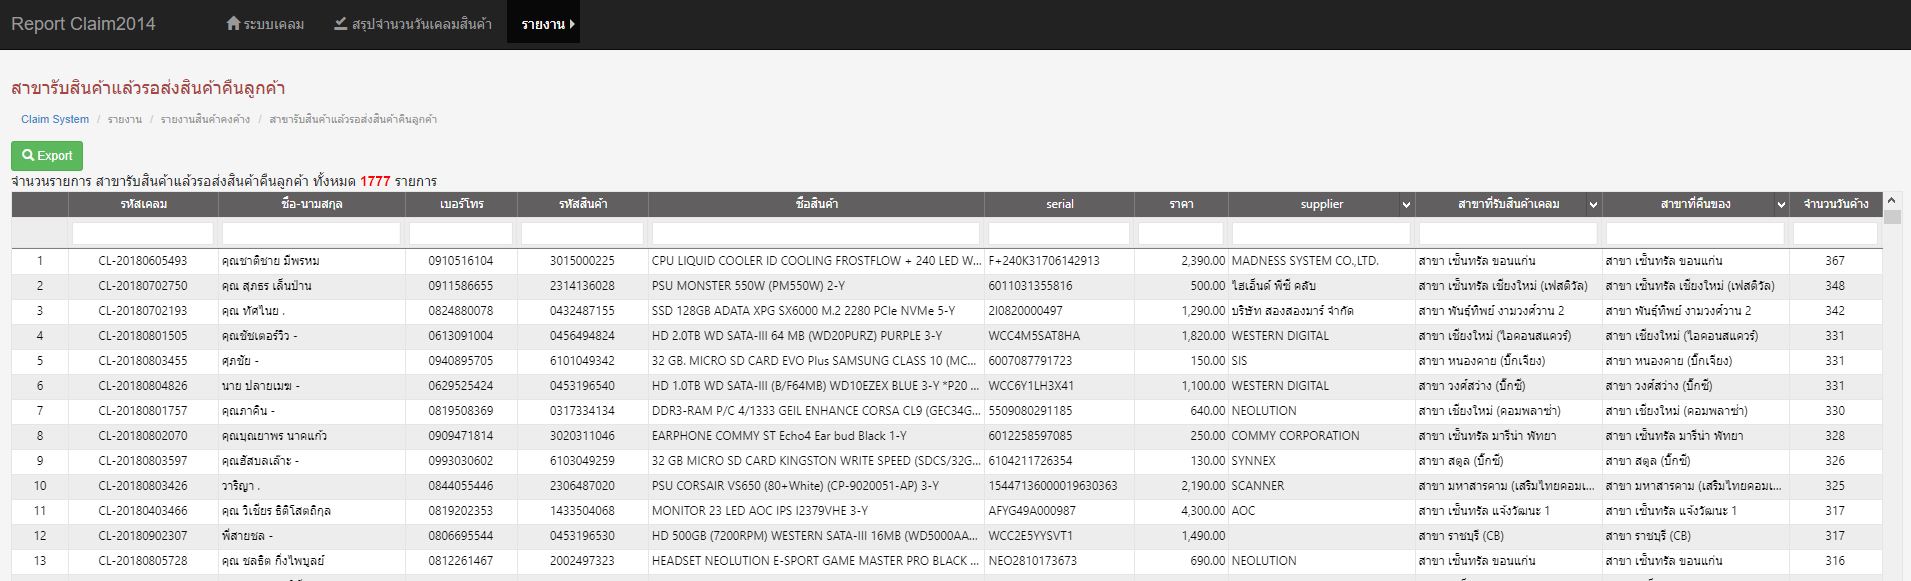 Report Claim2014 ระบบเคลม สรุปจำนวนวันเคลมสินค้า รายงาน
สาขารับสินค้าแล้วรอส่งสินค้าคืนลูกค้า
Claim System / รายงาน / รายงานสินค้าคงค้าง / สาขารับสินค้าแล้วรอส่งสินค้าคืนลูกค้า
Export
จำนวนรายการ สาขารับสินค้าแล้วรอส่งสินค้าคืนลูกค้า ทั้งหมด 1777 รายการ
รหัสเคลม ชื่อ-นามสกุล เบอร์โทร รหัสสินค้า ชื่อสินค้า serial ราคา supplier สาขาที่รับสินค้าเคลม สาขาที่คืนของ จำนวนวันค้าง
1 CL-20180605493 คุณชาติชาย มีพรหม 0910516104 3015000225 CPU LIQUID COOLER ID COOLING FROSTFLOW + 240 LED W... F+240K31706142913 2,390.00 MADNESS SYSTEM CO.,LTD. สาขา เซ็นทรัล ขอนแก่น สาขา เซ็นทรัล ขอนแก่น 367
2 CL-20180702750 คุณ สุภธร เล็นป่าน 0911586655 2314136028 PSU MONSTER 550W (PM550W) 2-Y 6011031355816 500.00 ไฮเอ็นด์ พีซี คลับ สาขา เซ็นทรัล เชียงใหม่ (เฟสติวัล) สาขา เซ็นทรัล เชียงใหม่ (เฟสติวัล) 348
3 CL-20180702193 คุณ ทัศไนย . 0824880078 0432487155 SSD 128GB ADATA XPG SX6000 M.2 2280 PCIe NVMe 5-Y 2I0820000497 1,290.00 บริษัท สองสองมาร์ จำกัด สาขา พันธุ์ทิพย์ งามวงศ์วาน 2 สาขา พันธุ์ทิพย์ งามวงศ์วาน 2 342
4 CL-20180801505 คุณชัชเตอร์วิว - 0613091004 0456494824 HD 2.0TB WD SATA-III 64 MB (WD20PURZ) PURPLE 3-Y WCC4M5SAT8HA 1,820.00 WESTERN DIGITAL สาขา เชียงใหม่ (ไอคอนสแควร์) สาขา เชียงใหม่ (ไอคอนสแควร์) 331
5 CL-20180803455 ศุภชัย - 0940895705 6101049342 32 GB. MICRO SD CARD EVO Plus SAMSUNG CLASS 10 (MC... 6007087791723 150.00 SIS สาขา หนองคาย (บิ๊กเจียง) สาขา หนองคาย (บิ๊กเจียง) 331
6 CL-20180804826 นาย ปลายเมฆ - 0629525424 0453196540 HD 1.0TB WD SATA-III (B/F64MB) WD10EZEX BLUE 3-Y *P20 ... WCC6Y1LH3X41 1,100.00 WESTERN DIGITAL สาขา วงศ์สว่าง (บิ๊กซี) สาขา วงศ์สว่าง (บิ๊กซี) 331
7 CL-20180801757 คุณภาคิน - 0819508369 0317334134 DDR3-RAM P/C 4/1333 GEIL ENHANCE CORSA CL9 (GEC34G... 5509080291185 640.00 NEOLUTION สาขา เชียงใหม่ (คอมพลาซ่า) สาขา เชียงใหม่ (คอมพลาซ่า) 330
8 CL-20180802070 คุณบุณยาพร นาคแก้ว 0909471814 3020311046 EARPHONE COMMY ST Echo4 Ear bud Black 1-Y 6012258597085 250.00 COMMY CORPORATION สาขา เซ็นทรัล มารีน่า พัทยา สาขา เซ็นทรัล มารีน่า พัทยา 328
9 CL-20180803597 คุณฮัสบลเล๊าะ - 0993030602 6103049259 32 GB MICRO SD CARD KINGSTON WRITE SPEED (SDCS/32G... 6104211726354 130.00 SYNNEX สาขา สตูล (บิ๊กซี) สาขา สตูล (บิ๊กซี) 326
10 CL-20180803426 วาริญา . 0844055446 2306487020 PSU CORSAIR VS650 (80+White) (CP-9020051-AP) 3-Y 15447136000019630363 2,190.00 SCANNER สาขา มหาสารคาม (เสริมไทยคอมเ... สาขา มหาสารคาม (เสริมไทยคอมเ... 325
11 CL-20180403466 คุณ วิเชียร ธิติโสตถิกุล 0819202353 1433504068 MONITOR 23 LED AOC IPS I2379VHE 3-Y AFYG49A000987 4,300.00 AOC สาขา เซ็นทรัล แจ้งวัฒนะ 1 สาขา เซ็นทรัล แจ้งวัฒนะ 1 317
12 CL-20180902307 พี่สายชล - 0806695544 0453196530 HD 500GB (7200RPM) WESTERN SATA-III 16MB (WD5000AA... WCC2E5YYSVT1 1,490.00 สาขา ราชบุรี (CB) สาขา ราชบุรี (CB) 317
13 CL-20180805728 คุณ ชลธิต กิ่งไพบูลย์ 0812261467 2002497323 HEADSET NEOLUTION E-SPORT GAME MASTER PRO BLACK ... NEO2810173673 690.00 NEOLUTION สาขา เซ็นทรัล ขอนแก่น สาขา เซ็นทรัล ขอนแก่น 316